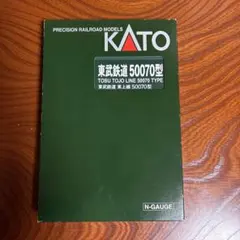 PRECISION RAILROAD MODELS
KATO
東武鉄道 50070型
TOBU TOJO LINE 50070 TYPE
東武鉄道 東上線 50070型
N-GAUGE